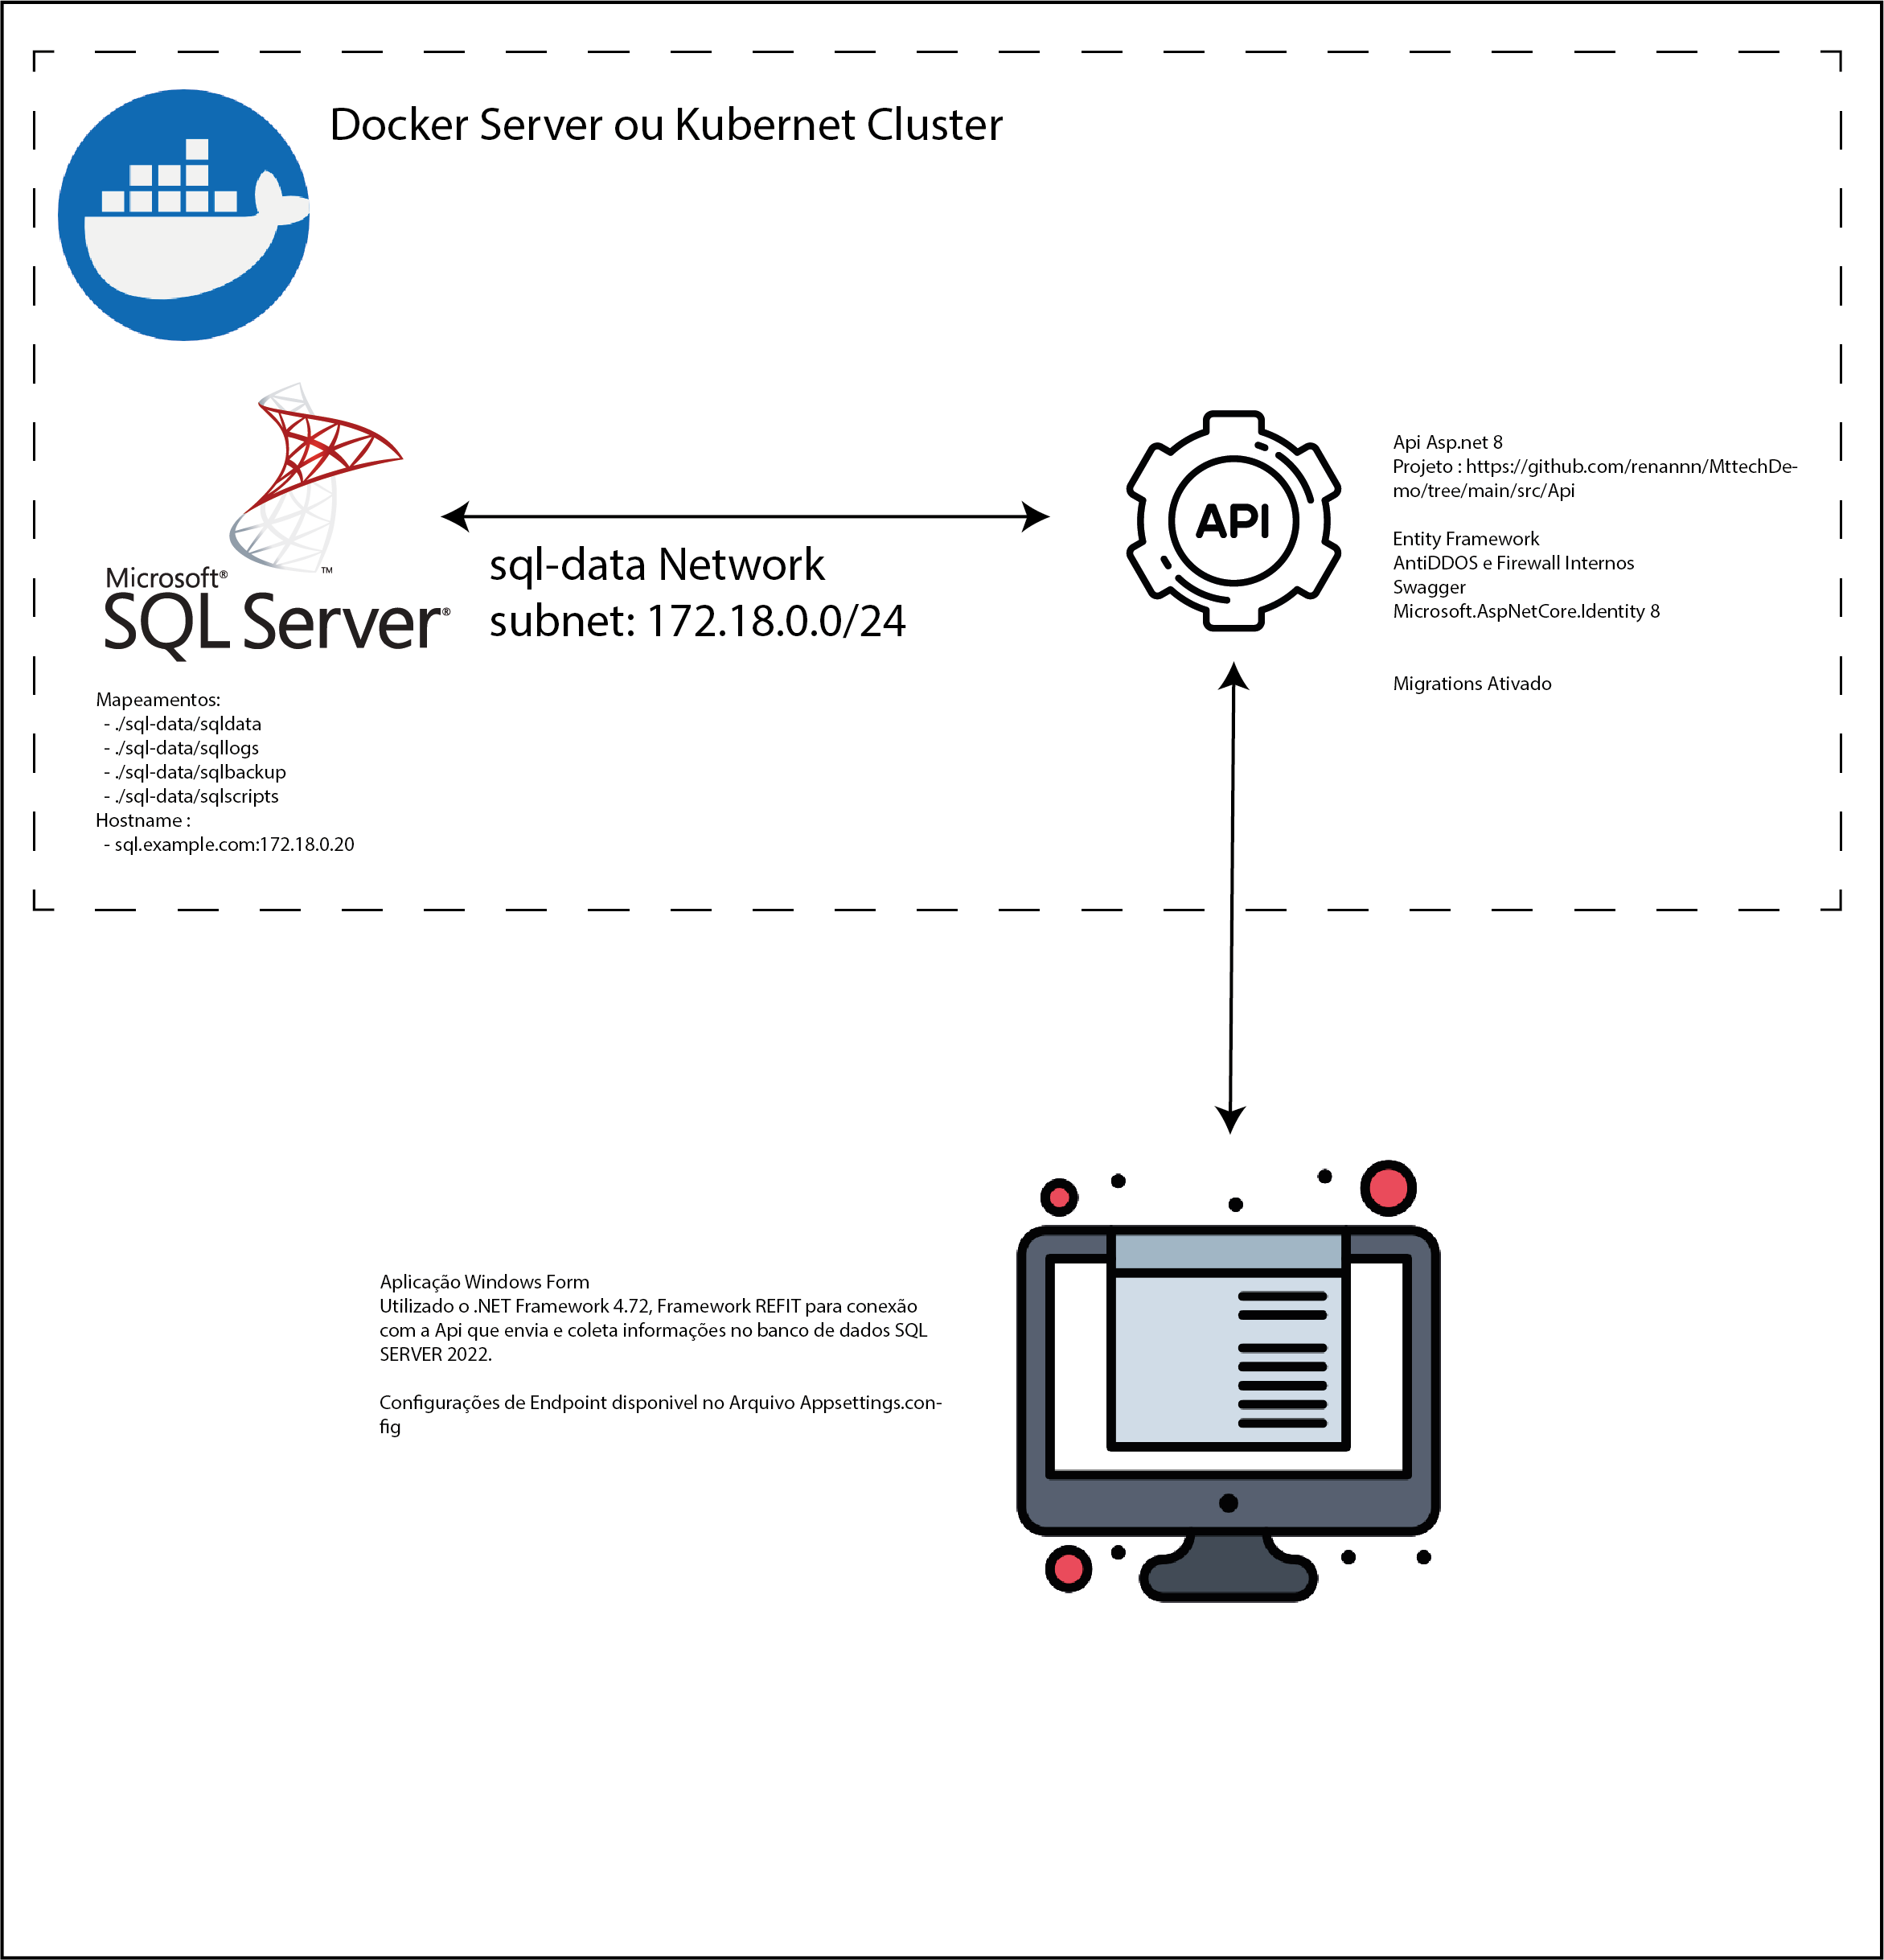 Docker Server ou Kubernet Cluster
Microsoft®
SQL Server®
™
sql-data Network
subnet: 172.18.0.0/24
API
Api Asp.net 8
Projeto : https://github.com/renannn/MttechDe-
mo/tree/main/src/Api
Entity Framework
AntiDDOS e Firewall Internos
Swagger
Microsoft.AspNetCore.Identity 8
Migrations Ativado
Mapeamentos:
- ./sql-data/sqldata
- ./sql-data/sqllogs
- ./sql-data/sqlbackup
- ./sql-data/sqlscripts
Hostname :
- sql.example.com:172.18.0.20
Aplicação Windows Form
Utilizado o .NET Framework 4.72, Framework REFIT para conexão
com a Api que envia e coleta informações no banco de dados SQL
SERVER 2022.
Configurações de Endpoint disponivel no Arquivo Appsettings.con-
fig